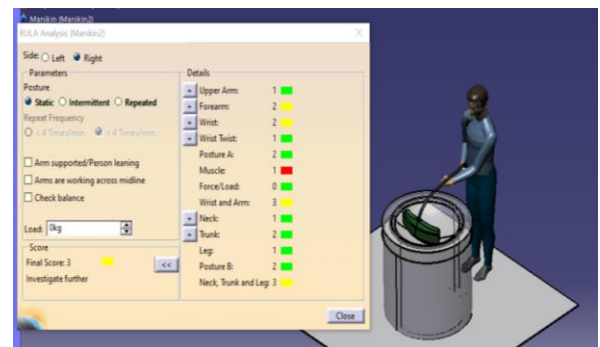 Manikin (Manikin2)
RULA Analysis (Manikin2)
X
Side: Left Right
Parameters
Posture
Static Intermittent Repeated
Repeat Frequency
< 4 Times/min. > 4 Times/min.
Arm supported/Person leaning
Arms are working across midline
Check balance
Load: 0kg
Score
Final Score: 3
<<
Investigate further
Details
+ Upper Arm: 1
+ Forearm: 2
+ Wrist: 2
+ Wrist Twist: 1
Posture A: 2
Muscle: 1
Force/Load: 0
Wrist and Arm: 3
+ Neck: 1
+ Trunk: 2
Leg: 1
Posture B: 2
Neck, Trunk and Leg: 3
Close